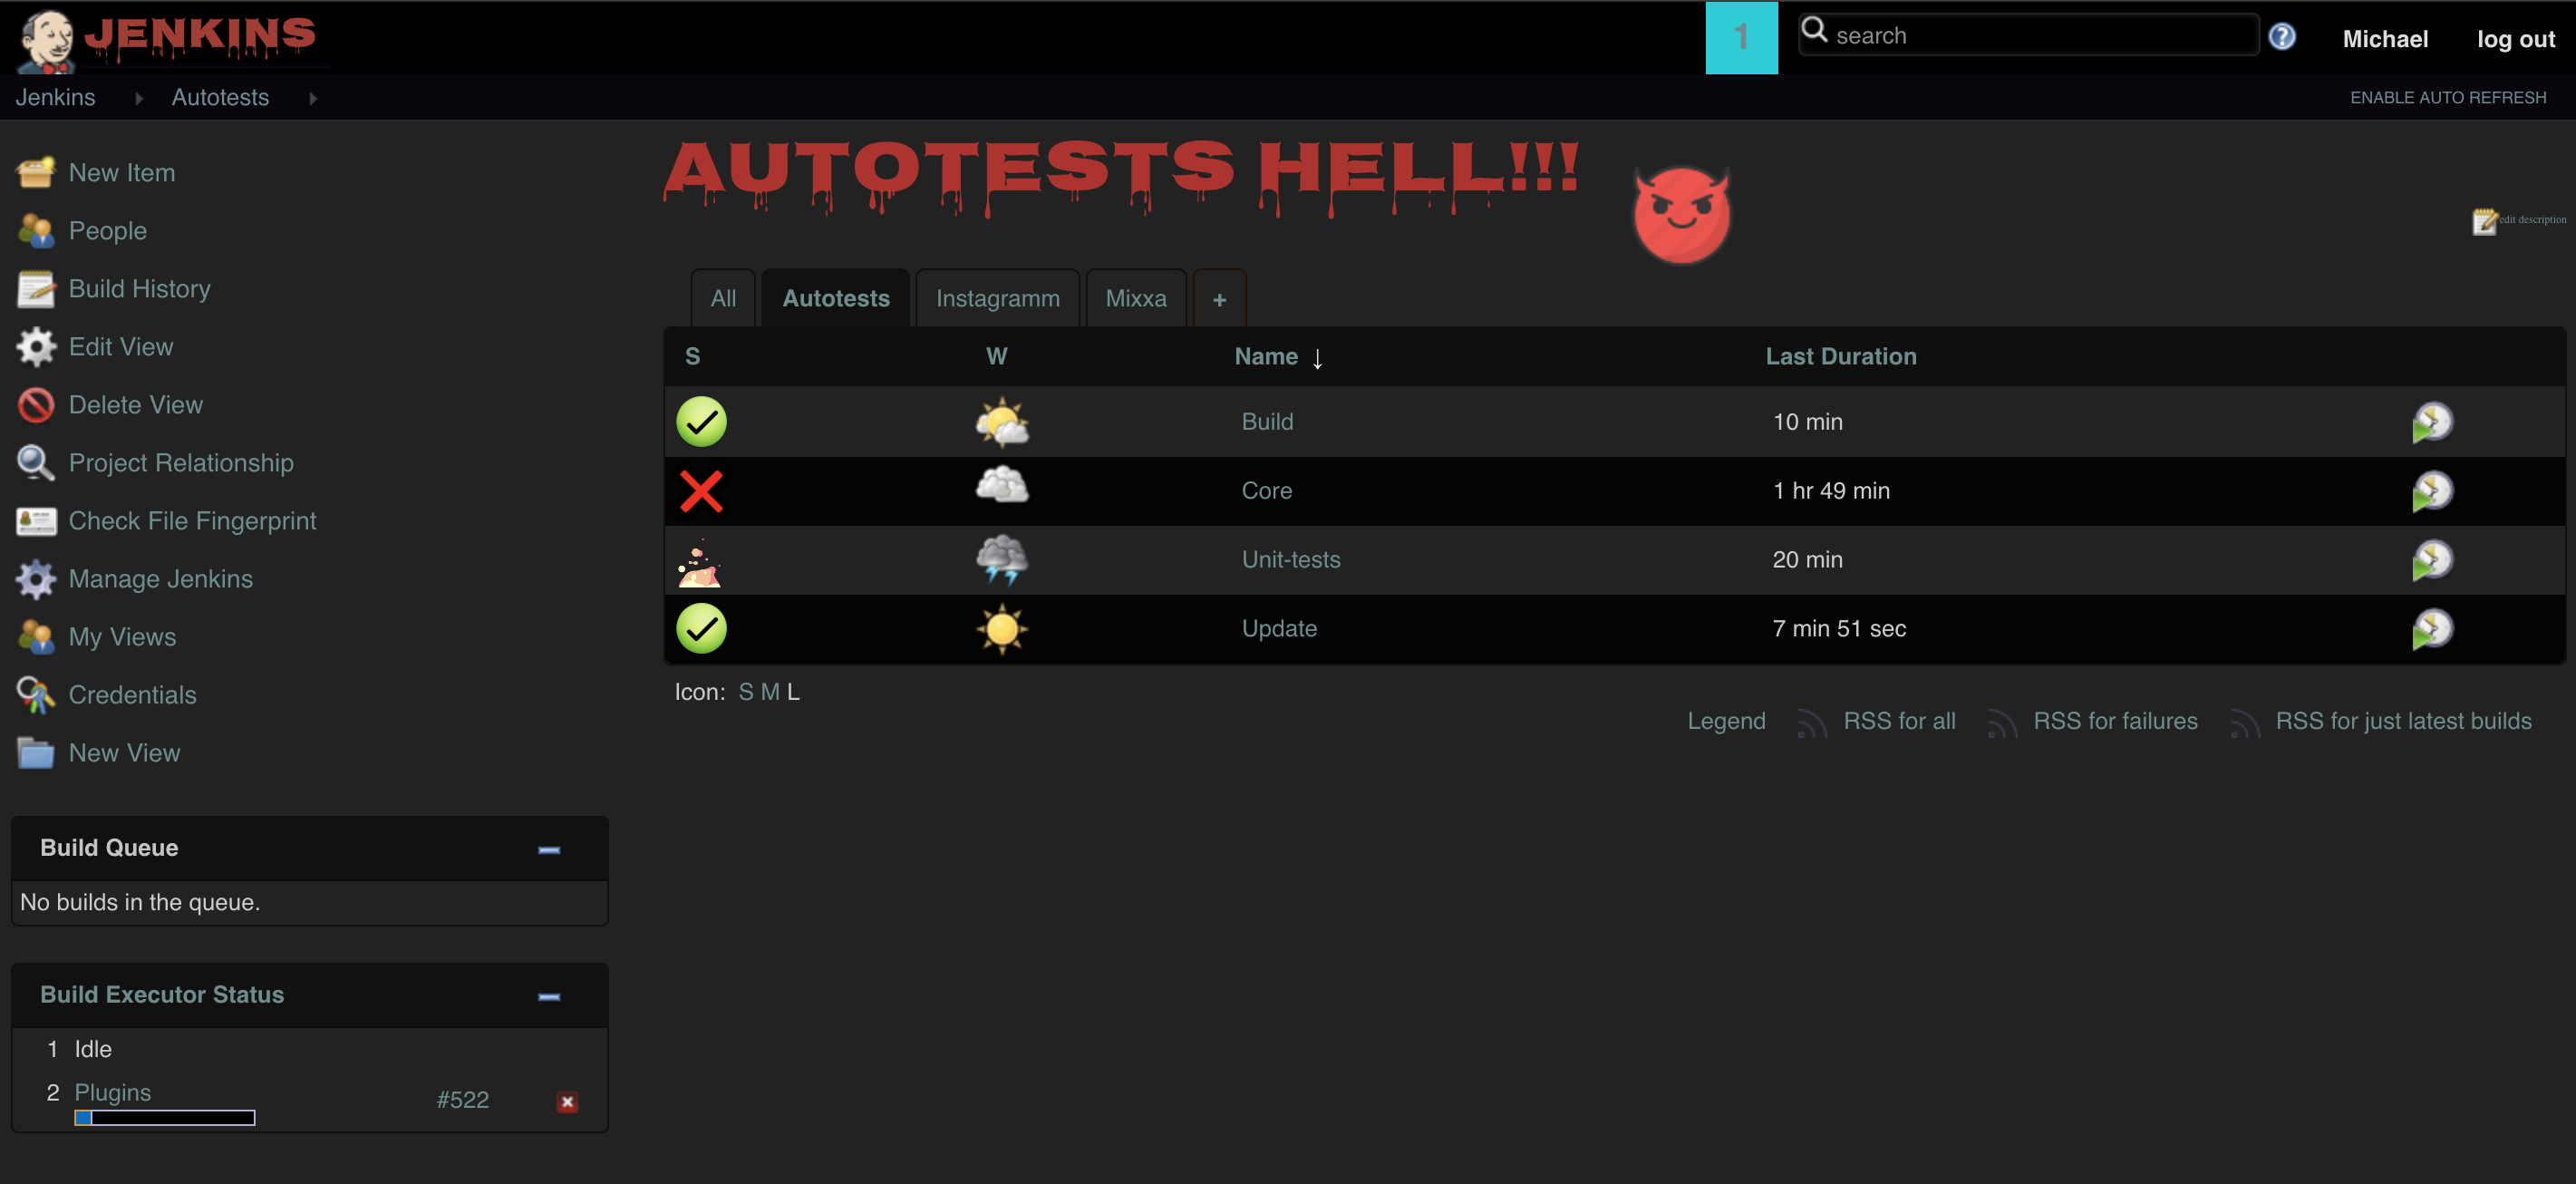 JENKINS
1
search
Michael
log out
Jenkins
Autotests
ENABLE AUTO REFRESH
New Item
People
Build History
Edit View
Delete View
Project Relationship
Check File Fingerprint
Manage Jenkins
My Views
Credentials
New View
Build Queue
No builds in the queue.
Build Executor Status
1 Idle
2 Plugins #522
AUTOTESTS HELL!!!
edit description
All Autotests Instagramm Mixxa +
S W Name ↓ Last Duration
Build 10 min
Core 1 hr 49 min
Unit-tests 20 min
Update 7 min 51 sec
Icon: S M L
Legend RSS for all RSS for failures RSS for just latest builds